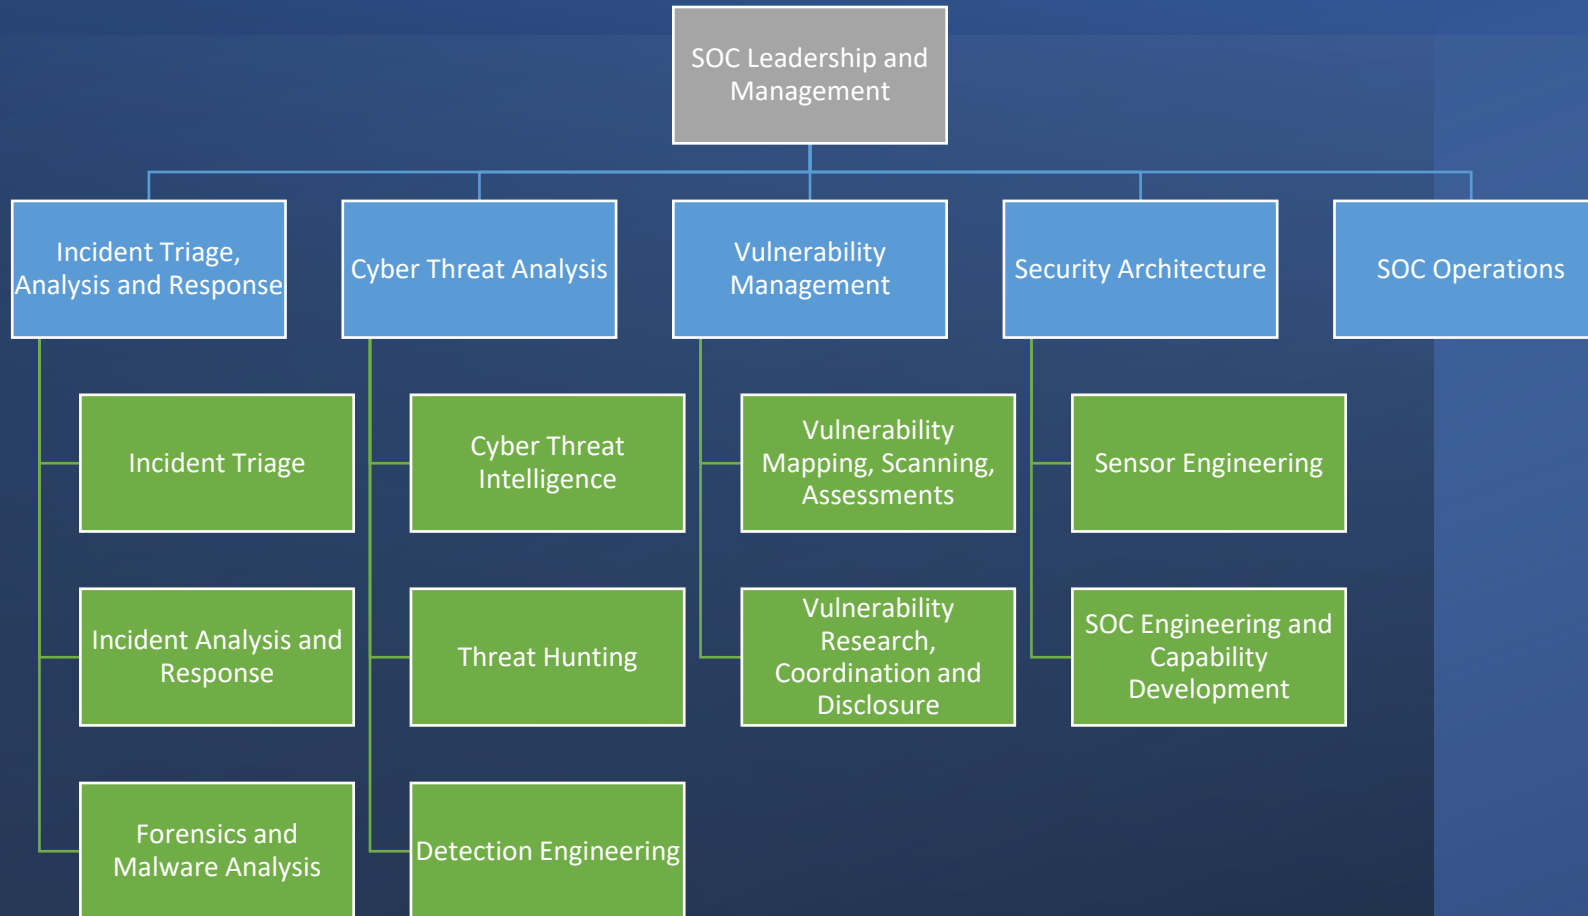 SOC Leadership and
Management
Incident Triage,
Analysis and Response
Cyber Threat Analysis
Vulnerability
Management
Security Architecture
SOC Operations
Incident Triage
Cyber Threat
Intelligence
Vulnerability
Mapping, Scanning,
Assessments
Sensor Engineering
Incident Analysis and
Response
Threat Hunting
Vulnerability
Research,
Coordination and
Disclosure
SOC Engineering and
Capability
Development
Forensics and
Malware Analysis
Detection Engineering